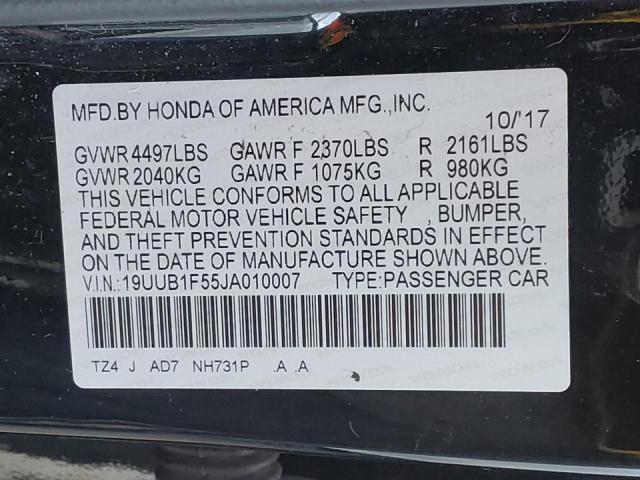 MFD.BY HONDA OF AMERICA MFG.,INC.
10/'17
GVWR 4497LBS GAWR F 2370LBS R 2161LBS
GVWR 2040KG GAWR F 1075KG R 980KG
THIS VEHICLE CONFORMS TO ALL APPLICABLE
FEDERAL MOTOR VEHICLE SAFETY , BUMPER,
AND THEFT PREVENTION STANDARDS IN EFFECT
ON THE DATE OF MANUFACTURE SHOWN ABOVE.
V.I.N.: 19UUB1F55JA010007 TYPE:PASSENGER CAR
TZ4 J AD7 NH731P .A .A